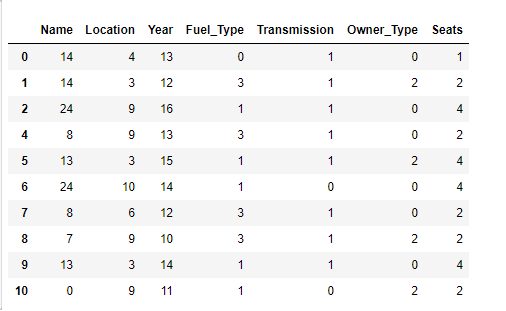 Name Location Year Fuel_Type Transmission Owner_Type Seats
0 14 4 13 0 1 0 1
1 14 3 12 3 1 2 2
2 24 9 16 1 1 0 4
4 8 9 13 3 1 0 2
5 13 3 15 1 1 2 4
6 24 10 14 1 0 0 4
7 8 6 12 3 1 0 2
8 7 9 10 3 1 2 2
9 13 3 14 1 1 0 4
10 0 9 11 1 0 2 2